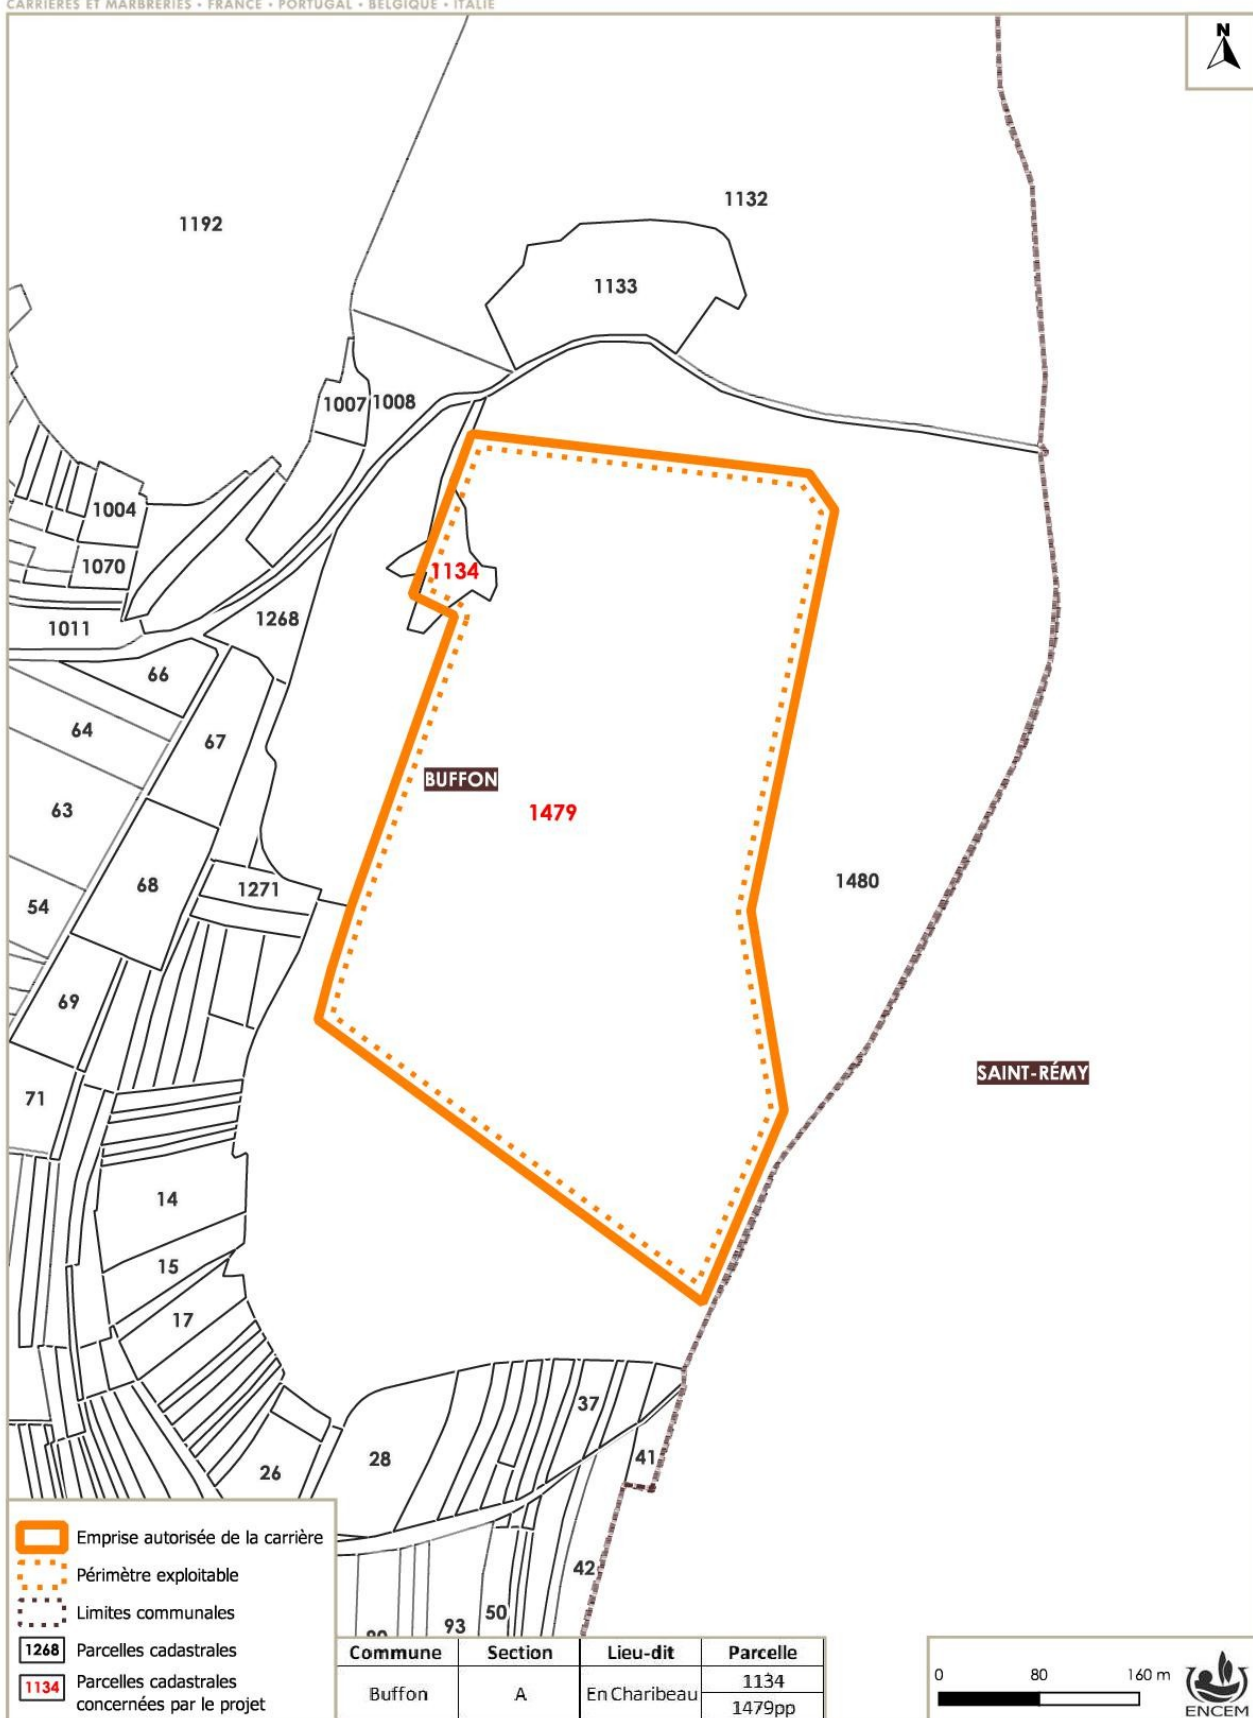 CARRIÈRES ET MARBRERIES • FRANCE • PORTUGAL • BELGIQUE • ITALIE
N
1132
1192
1133
1007
1008
1004
1134
1070
1268
1011
66
64
67
BUFFON
1479
63
68
1271
1480
54
69
SAINT-RÉMY
71
14
15
17
37
28
41
26
42
50
93
Emprise autorisée de la carrière
Périmètre exploitable
Limites communales
1268 Parcelles cadastrales
1134 Parcelles cadastrales
concernées par le projet
Commune Section Lieu-dit Parcelle
Buffon A En Charibeau 1134
1479pp
0 80 160 m
ENCEM